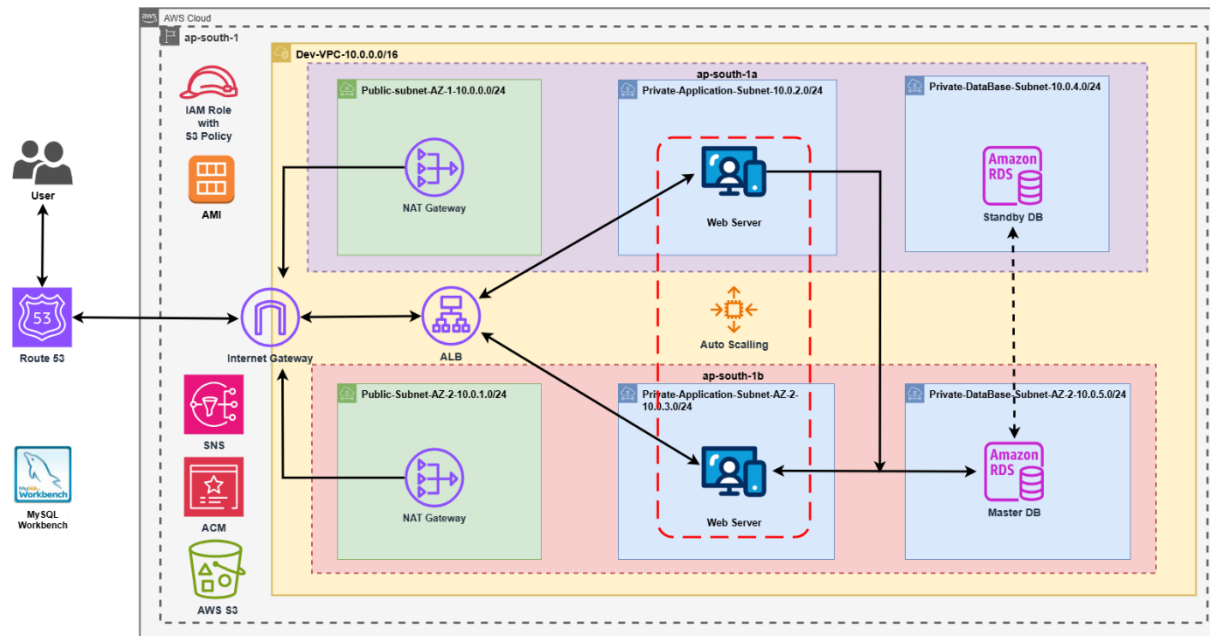 aws
AWS Cloud
ap-south-1
Dev-VPC-10.0.0.0/16
ap-south-1a
Public-subnet-AZ-1-10.0.0.0/24
Private-Application-Subnet-10.0.2.0/24
Private-DataBase-Subnet-10.0.4.0/24
IAM Role
with
S3 Policy
User
AMI
NAT Gateway
Web Server
Amazon
RDS
Standby DB
53
Route 53
Internet Gateway
ALB
Auto Scalling
ap-south-1b
Public-Subnet-AZ-2-10.0.1.0/24
Private-Application-Subnet-AZ-2-
10.0.3.0/24
Private-DataBase-Subnet-AZ-2-10.0.5.0/24
SNS
MySQL
Workbench
MySQL
Workbench
ACM
NAT Gateway
Web Server
Amazon
RDS
Master DB
AWS S3